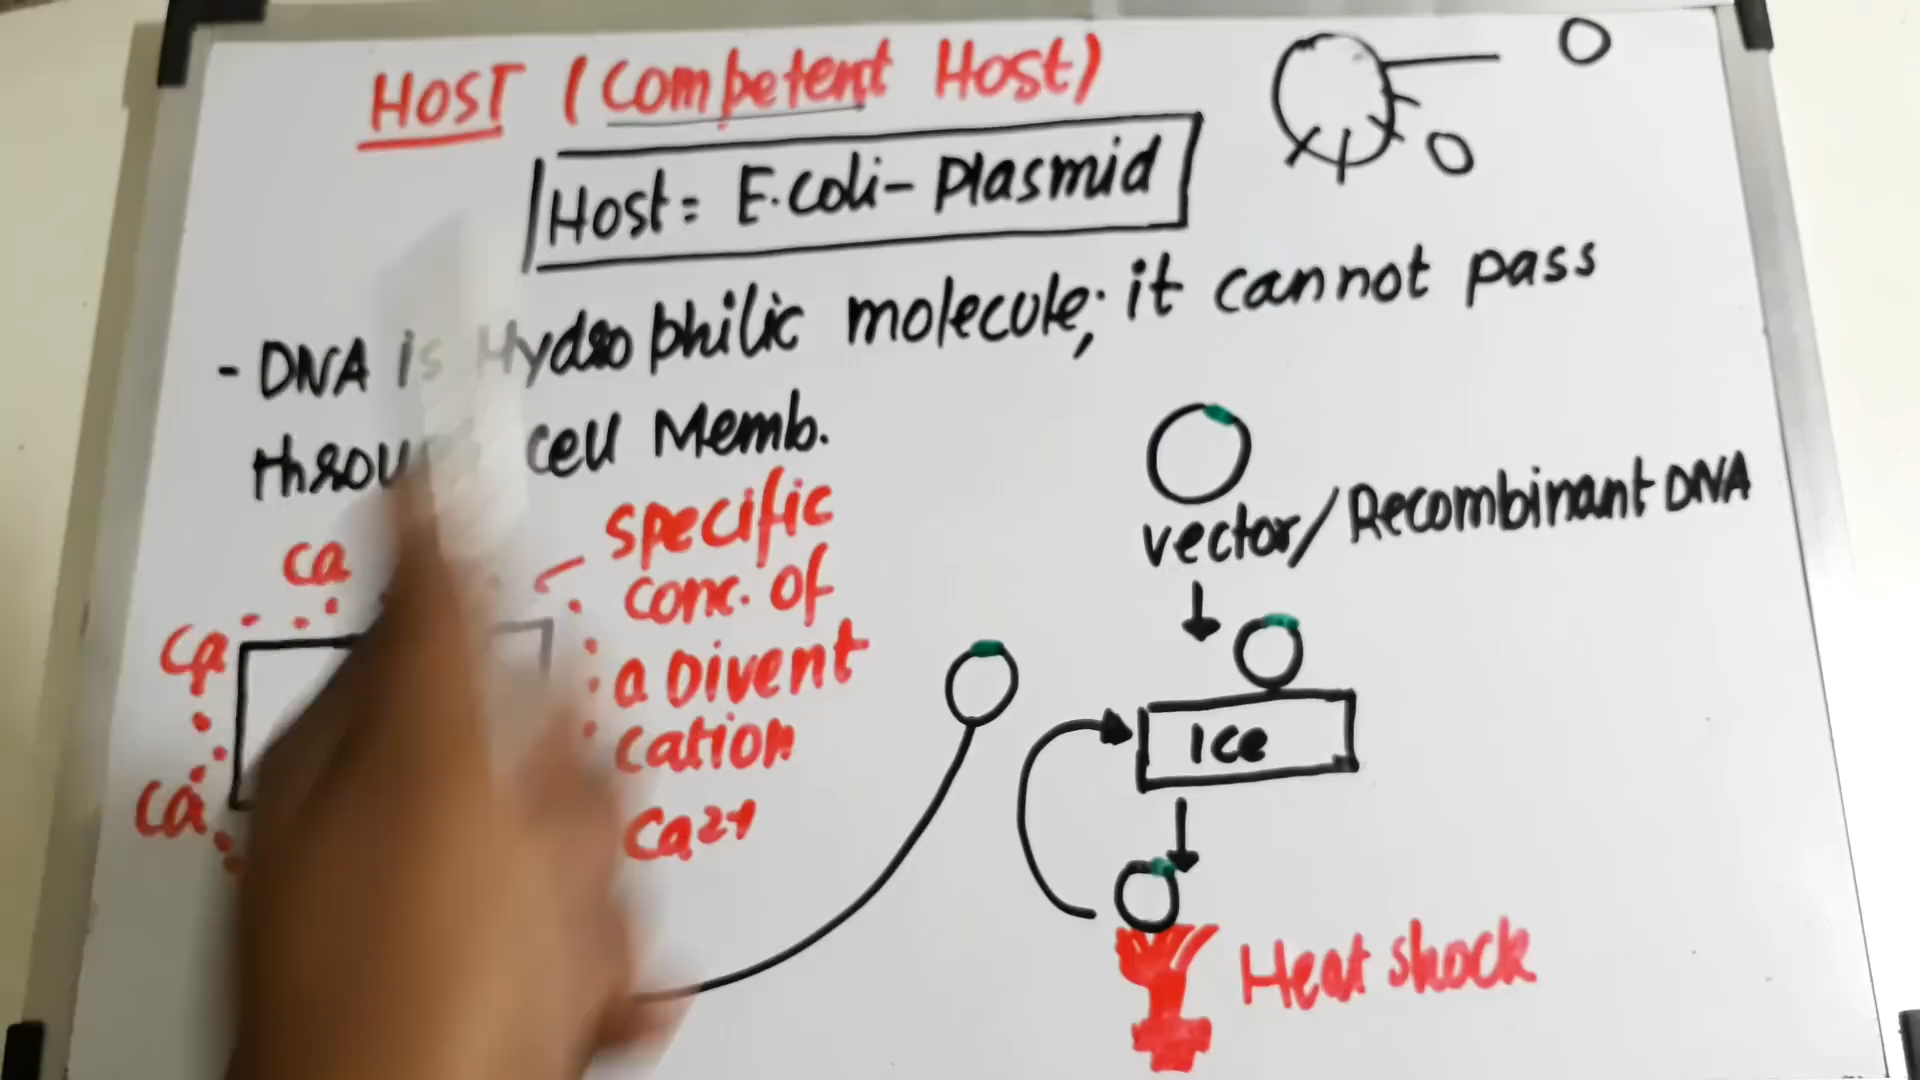 HOST (Competent Host)
Host = E.coli - Plasmid
- DNA is Hydrophilic molecule; it cannot pass
through cell Memb.
specific
conc. of
a Divent
cation
Ca2+
Ca
Ca
Ca
vector/Recombinant DNA
Ice
Heat shock